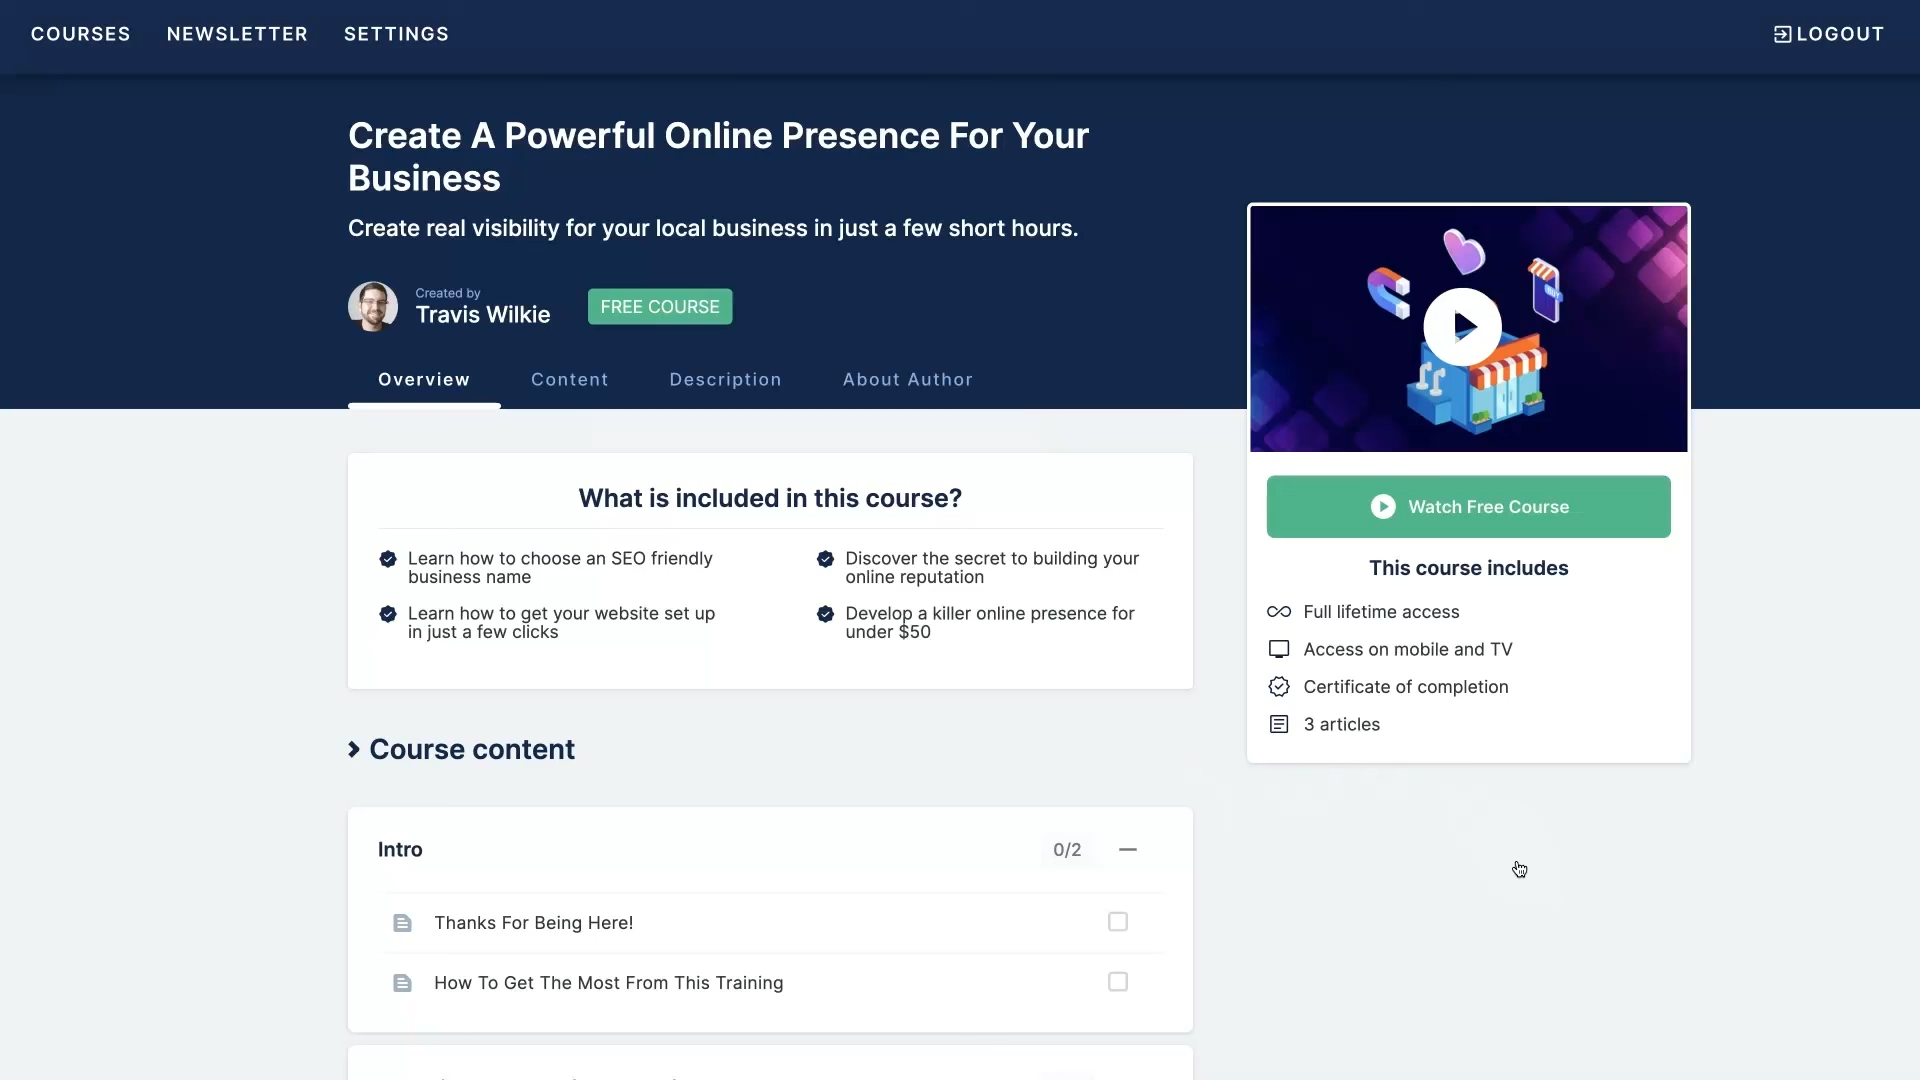 COURSES NEWSLETTER SETTINGS LOGOUT
Create A Powerful Online Presence For Your
Business
Create real visibility for your local business in just a few short hours.
Created by
Travis Wilkie
FREE COURSE
Overview Content Description About Author
What is included in this course?
Learn how to choose an SEO friendly
business name
Discover the secret to building your
online reputation
Learn how to get your website set up
in just a few clicks
Develop a killer online presence for
under $50
BUY
Watch Free Course
This course includes
Full lifetime access
Access on mobile and TV
Certificate of completion
3 articles
Course content
Intro 0/2
Thanks For Being Here!
How To Get The Most From This Training